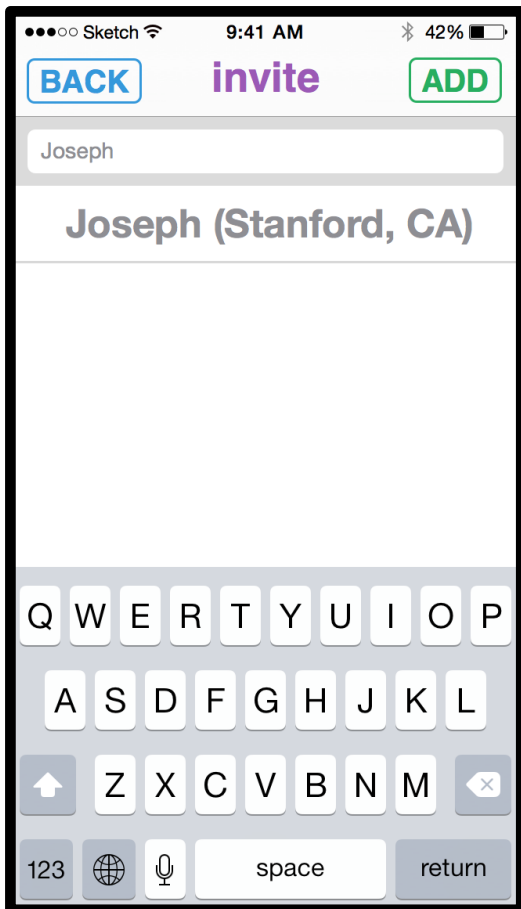 Sketch 9:41 AM 42%
BACK invite ADD
Joseph
Joseph (Stanford, CA)
Q W E R T Y U I O P
A S D F G H J K L
Z X C V B N M
123 space return